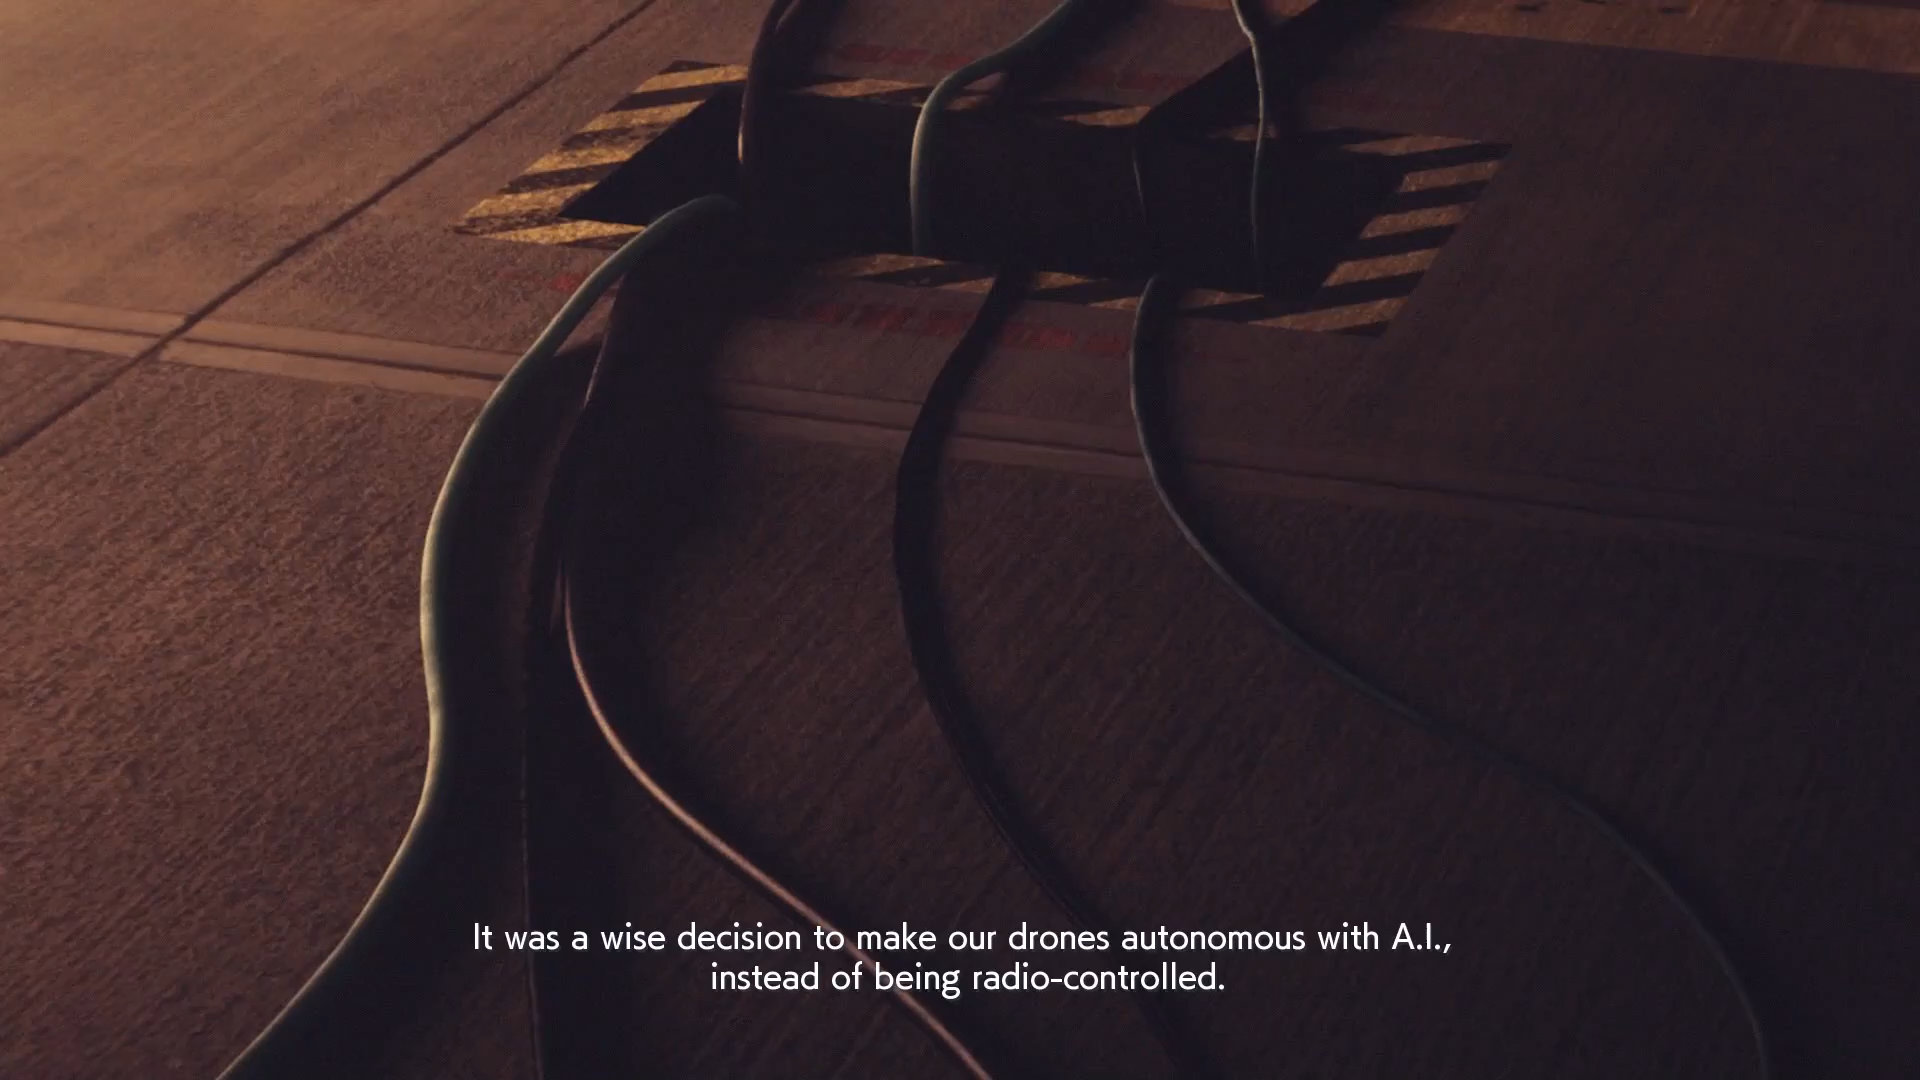 It was a wise decision to make our drones autonomous with A.I.,
instead of being radio-controlled.